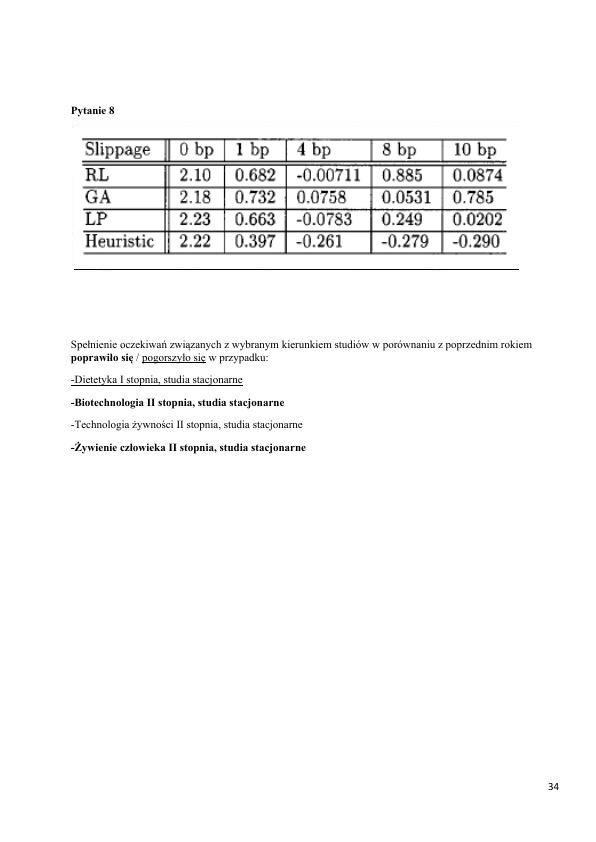 Pytanie 8
Slippage 0 bp 1 bp 4 bp 8 bp 10 bp
RL 2.10 0.682 -0.00711 0.885 0.0874
GA 2.18 0.732 0.0758 0.0531 0.785
LP 2.23 0.663 -0.0783 0.249 0.0202
Heuristic 2.22 0.397 -0.261 -0.279 -0.290
Spełnienie oczekiwań związanych z wybranym kierunkiem studiów w porównaniu z poprzednim rokiem
poprawiło się / pogorszyło się w przypadku:
-Dietetyka I stopnia, studia stacjonarne
-Biotechnologia II stopnia, studia stacjonarne
-Technologia żywności II stopnia, studia stacjonarne
-Żywienie człowieka II stopnia, studia stacjonarne
34